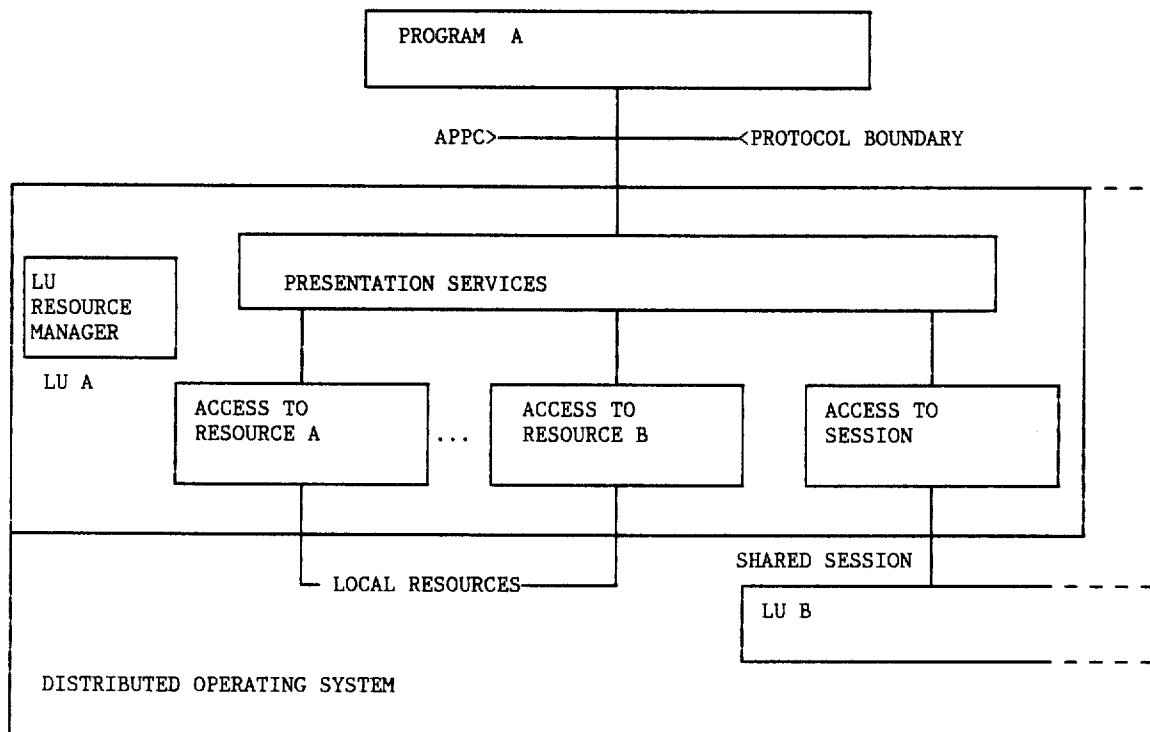 PROGRAM A
APPC> <PROTOCOL BOUNDARY
PRESENTATION SERVICES
LU
RESOURCE
MANAGER
LU A
ACCESS TO
RESOURCE A
...
ACCESS TO
RESOURCE B
ACCESS TO
SESSION
SHARED SESSION
LOCAL RESOURCES
LU B
DISTRIBUTED OPERATING SYSTEM